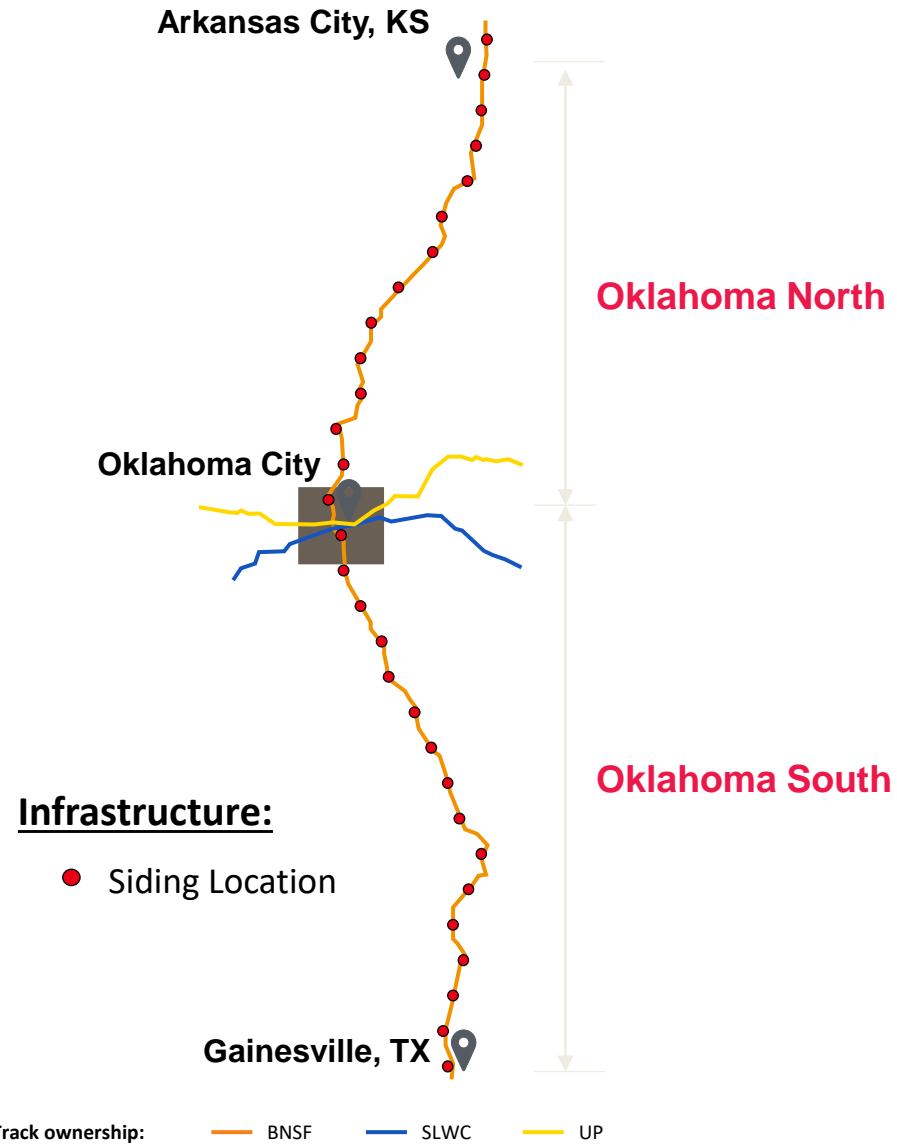 Arkansas City, KS
Oklahoma North
Oklahoma City
Oklahoma South
Infrastructure:
Siding Location
Gainesville, TX
Track ownership: BNSF SLWC UP